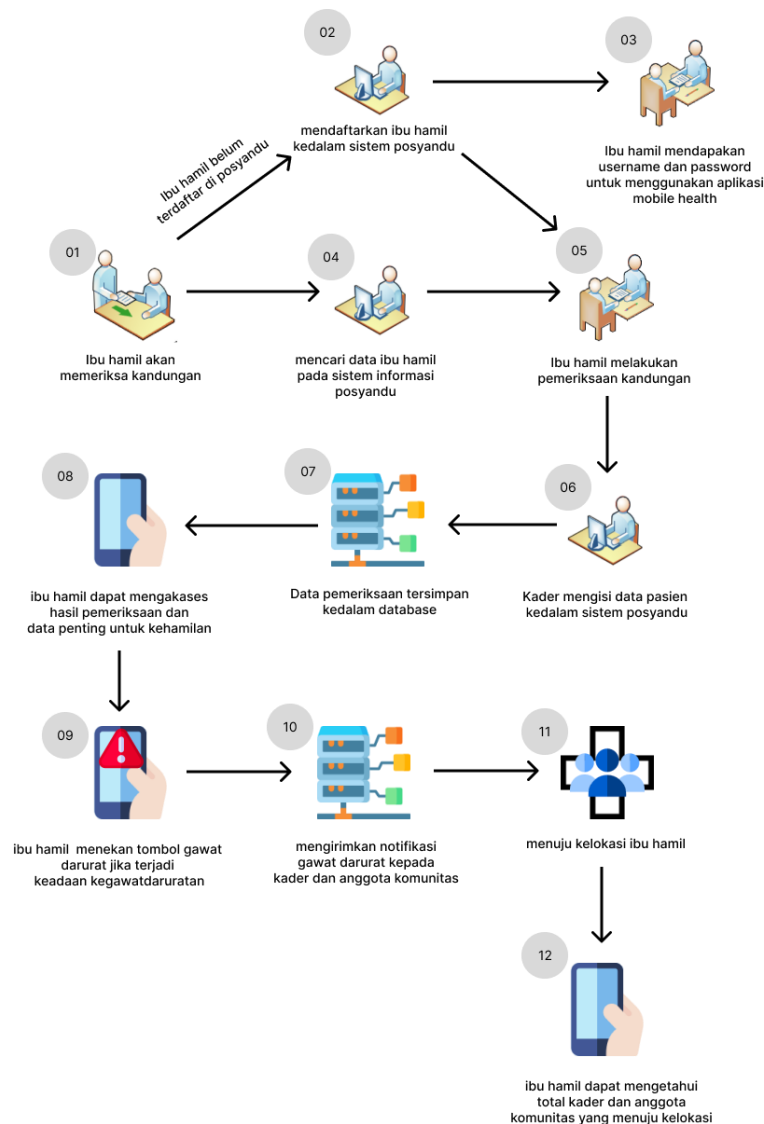 02
mendaftarkan ibu hamil
kedalam sistem posyandu
03
Ibu hamil mendapakan
username dan password
untuk menggunakan aplikasi
mobile health
Ibu hamil belum
terdaftar di posyandu
01
Ibu hamil akan
memeriksa kandungan
04
mencari data ibu hamil
pada sistem informasi
posyandu
05
Ibu hamil melakukan
pemeriksaan kandungan
06
Kader mengisi data pasien
kedalam sistem posyandu
07
Data pemeriksaan tersimpan
kedalam database
08
ibu hamil dapat mengakases
hasil pemeriksaan dan
data penting untuk kehamilan
09
ibu hamil menekan tombol gawat
darurat jika terjadi
keadaan kegawatdaruratan
10
mengirimkan notifikasi
gawat darurat kepada
kader dan anggota komunitas
11
menuju kelokasi ibu hamil
12
ibu hamil dapat mengetahui
total kader dan anggota
komunitas yang menuju kelokasi